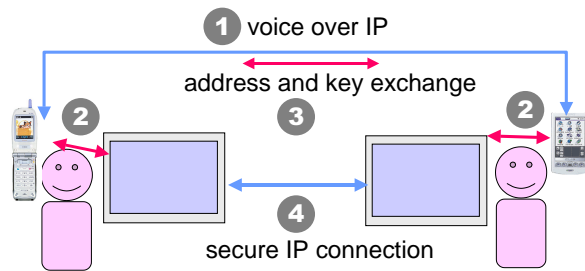 1 voice over IP
address and key exchange
2
3
2
4
secure IP connection